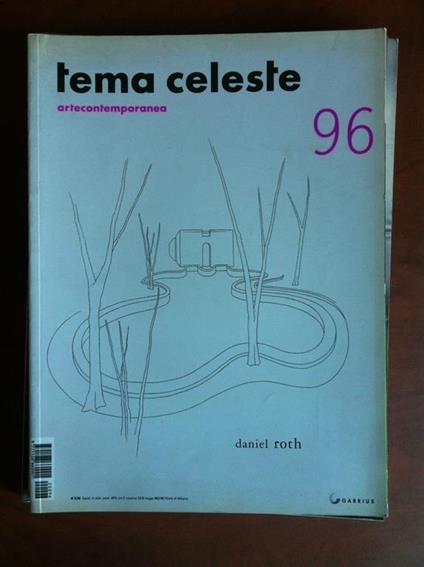 tema celeste
artecontemporanea
96
daniel roth
GABRIUS